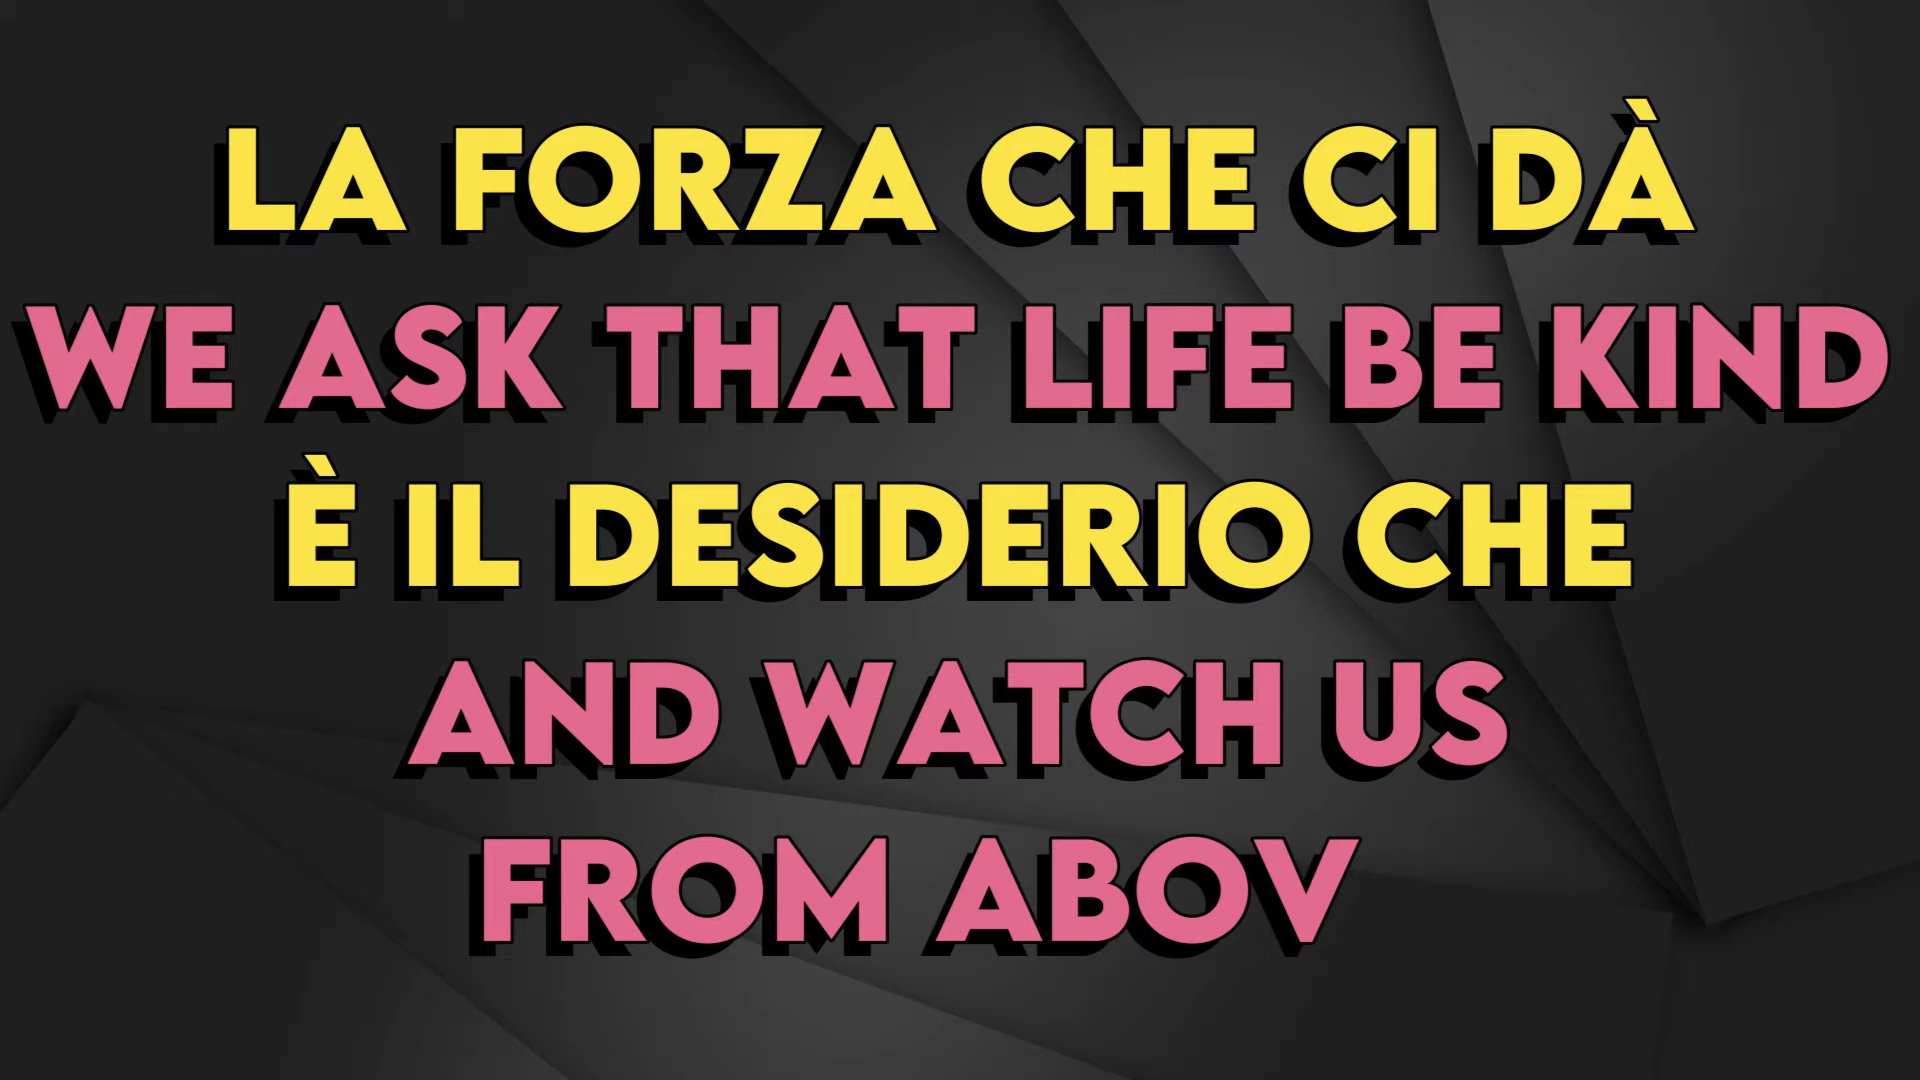 LA FORZA CHE CI DÀ
WE ASK THAT LIFE BE KIND
È IL DESIDERIO CHE
AND WATCH US
FROM ABOV